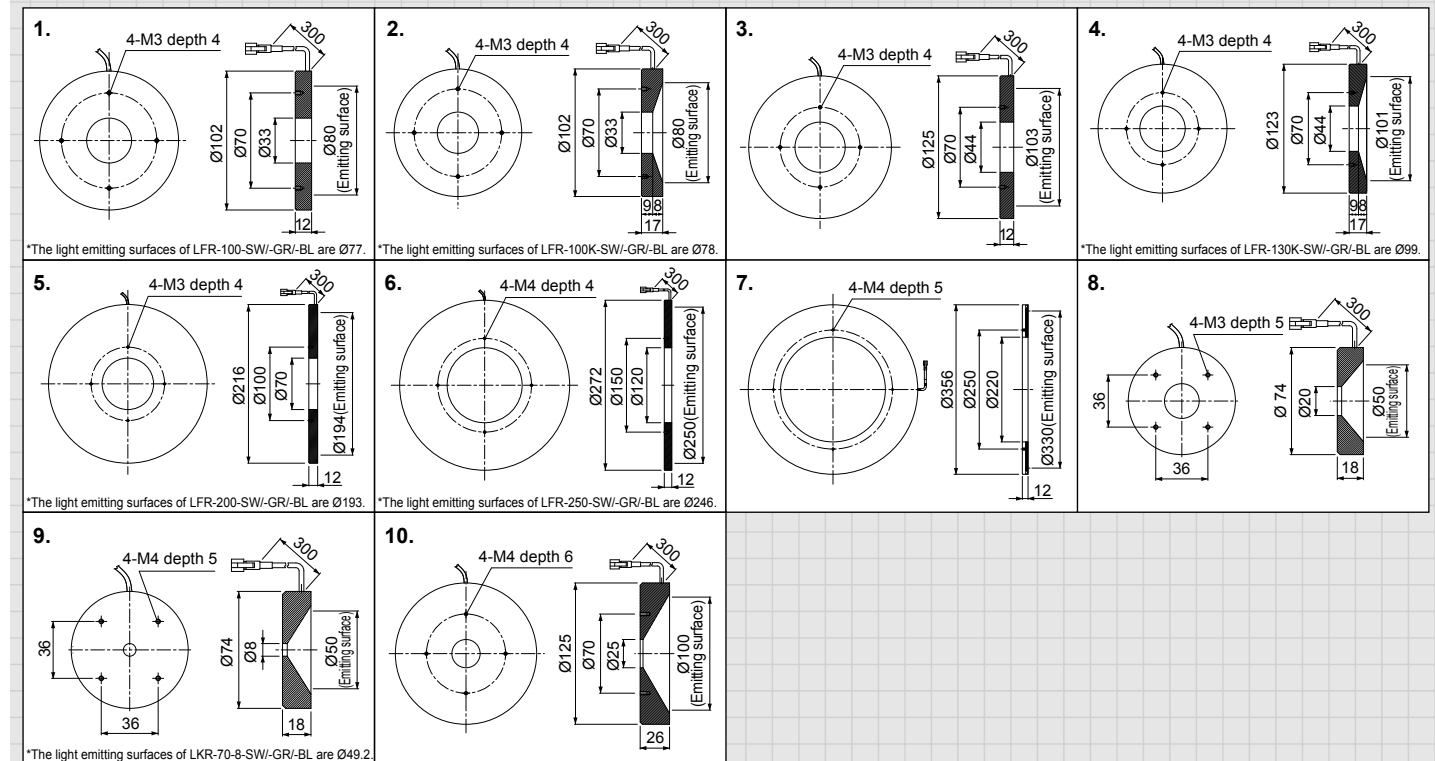 1.
4-M3 depth 4
300
Ø102
Ø70
Ø33
Ø80
(Emitting surface)
12
*The light emitting surfaces of LFR-100-SW/-GR/-BL are Ø77.
2.
4-M3 depth 4
300
Ø102
Ø70
Ø33
Ø80
(Emitting surface)
9
8
17
*The light emitting surfaces of LFR-100K-SW/-GR/-BL are Ø78.
3.
4-M3 depth 4
300
Ø125
Ø70
Ø44
Ø103
(Emitting surface)
12
4.
4-M3 depth 4
300
Ø123
Ø70
Ø44
Ø101
(Emitting surface)
9
8
17
*The light emitting surfaces of LFR-130K-SW/-GR/-BL are Ø99.
5.
4-M3 depth 4
300
Ø216
Ø100
Ø70
Ø194(Emitting surface)
12
*The light emitting surfaces of LFR-200-SW/-GR/-BL are Ø193.
6.
4-M4 depth 4
300
Ø272
Ø150
Ø120
Ø250(Emitting surface)
12
*The light emitting surfaces of LFR-250-SW/-GR/-BL are Ø246.
7.
4-M4 depth 5
Ø356
Ø250
Ø220
Ø330(Emitting surface)
12
8.
4-M3 depth 5
300
36
36
Ø 74
Ø20
Ø50
(Emitting surface)
18
9.
4-M4 depth 5
300
36
36
Ø74
Ø8
Ø50
(Emitting surface)
18
*The light emitting surfaces of LKR-70-8-SW/-GR/-BL are Ø49.2.
10.
4-M4 depth 6
300
Ø125
Ø70
Ø25
Ø100
(Emitting surface)
26